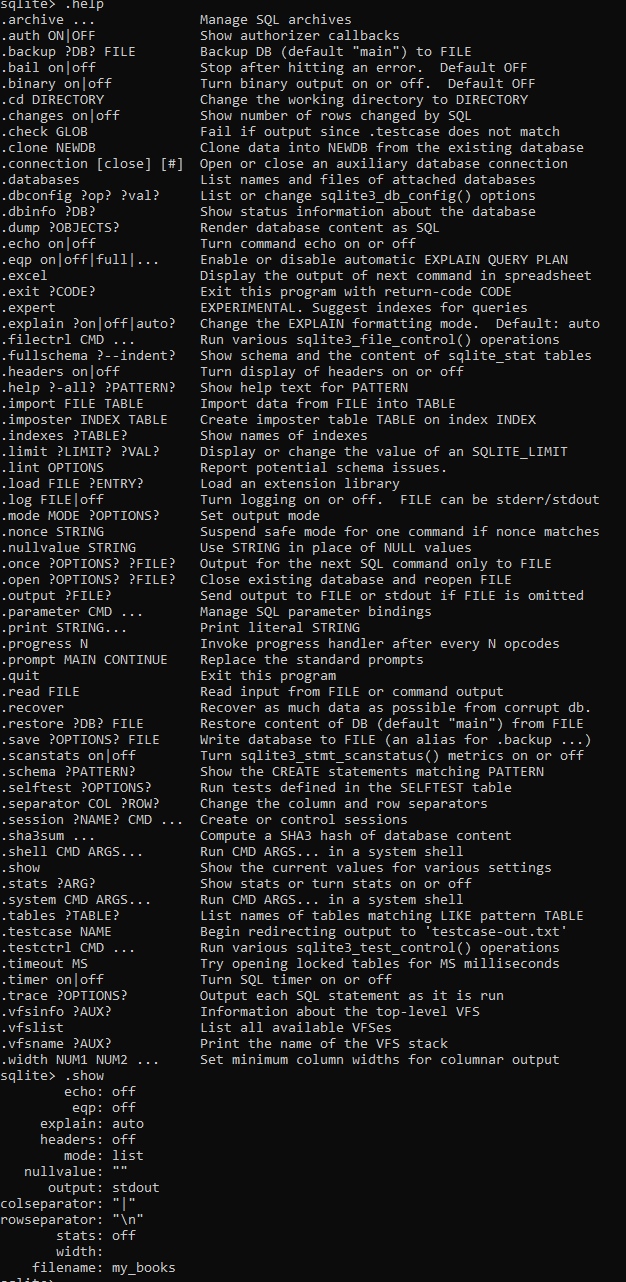 sqlite> .help
.archive ...             Manage SQL archives
.auth ON|OFF             Show authorizer callbacks
.backup ?DB? FILE        Backup DB (default "main") to FILE
.bail on|off             Stop after hitting an error.  Default OFF
.binary on|off           Turn binary output on or off.  Default OFF
.cd DIRECTORY            Change the working directory to DIRECTORY
.changes on|off          Show number of rows changed by SQL
.check GLOB              Fail if output since .testcase does not match
.clone NEWDB             Clone data into NEWDB from the existing database
.connection [close] [#]  Open or close an auxiliary database connection
.databases               List names and files of attached databases
.dbconfig ?op? ?val?     List or change sqlite3_db_config() options
.dbinfo ?DB?             Show status information about the database
.dump ?OBJECTS?          Render database content as SQL
.echo on|off             Turn command echo on or off
.eqp on|off|full|...     Enable or disable automatic EXPLAIN QUERY PLAN
.excel                   Display the output of next command in spreadsheet
.exit ?CODE?             Exit this program with return-code CODE
.expert                  EXPERIMENTAL. Suggest indexes for queries
.explain ?on|off|auto?   Change the EXPLAIN formatting mode.  Default: auto
.filectrl CMD ...        Run various sqlite3_file_control() operations
.fullschema ?--indent?   Show schema and the content of sqlite_stat tables
.headers on|off          Turn display of headers on or off
.help ?-all? ?PATTERN?   Show help text for PATTERN
.import FILE TABLE       Import data from FILE into TABLE
.imposter INDEX TABLE    Create imposter table TABLE on index INDEX
.indexes ?TABLE?         Show names of indexes
.limit ?LIMIT? ?VAL?     Display or change the value of an SQLITE_LIMIT
.lint OPTIONS            Report potential schema issues.
.load FILE ?ENTRY?       Load an extension library
.log FILE|off            Turn logging on or off.  FILE can be stderr/stdout
.mode MODE ?OPTIONS?     Set output mode
.nonce STRING            Suspend safe mode for one command if nonce matches
.nullvalue STRING        Use STRING in place of NULL values
.once ?OPTIONS? ?FILE?   Output for the next SQL command only to FILE
.open ?OPTIONS? ?FILE?   Close existing database and reopen FILE
.output ?FILE?           Send output to FILE or stdout if FILE is omitted
.parameter CMD ...       Manage SQL parameter bindings
.print STRING...         Print literal STRING
.progress N              Invoke progress handler after every N opcodes
.prompt MAIN CONTINUE    Replace the standard prompts
.quit                    Exit this program
.read FILE               Read input from FILE or command output
.recover                 Recover as much data as possible from corrupt db.
.restore ?DB? FILE       Restore content of DB (default "main") from FILE
.save ?OPTIONS? FILE     Write database to FILE (an alias for .backup ...)
.scanstats on|off        Turn sqlite3_stmt_scanstatus() metrics on or off
.schema ?PATTERN?        Show the CREATE statements matching PATTERN
.selftest ?OPTIONS?      Run tests defined in the SELFTEST table
.separator COL ?ROW?     Change the column and row separators
.session ?NAME? CMD ...  Create or control sessions
.sha3sum ...             Compute a SHA3 hash of database content
.shell CMD ARGS...       Run CMD ARGS... in a system shell
.show                    Show the current values for various settings
.stats ?ARG?             Show stats or turn stats on or off
.system CMD ARGS...      Run CMD ARGS... in a system shell
.tables ?TABLE?          List names of tables matching LIKE pattern TABLE
.testcase NAME           Begin redirecting output to 'testcase-out.txt'
.testctrl CMD ...        Run various sqlite3_test_control() operations
.timeout MS              Try opening locked tables for MS milliseconds
.timer on|off            Turn SQL timer on or off
.trace ?OPTIONS?         Output each SQL statement as it is run
.vfsinfo ?AUX?           Information about the top-level VFS
.vfslist                 List all available VFSes
.vfsname ?AUX?           Print the name of the VFS stack
.width NUM1 NUM2 ...     Set minimum column widths for columnar output
sqlite> .show
        echo: off
         eqp: off
     explain: auto
     headers: off
        mode: list
   nullvalue: ""
      output: stdout
colseparator: "|"
rowseparator: "\n"
       stats: off
       width:
    filename: my_books
sqlite>